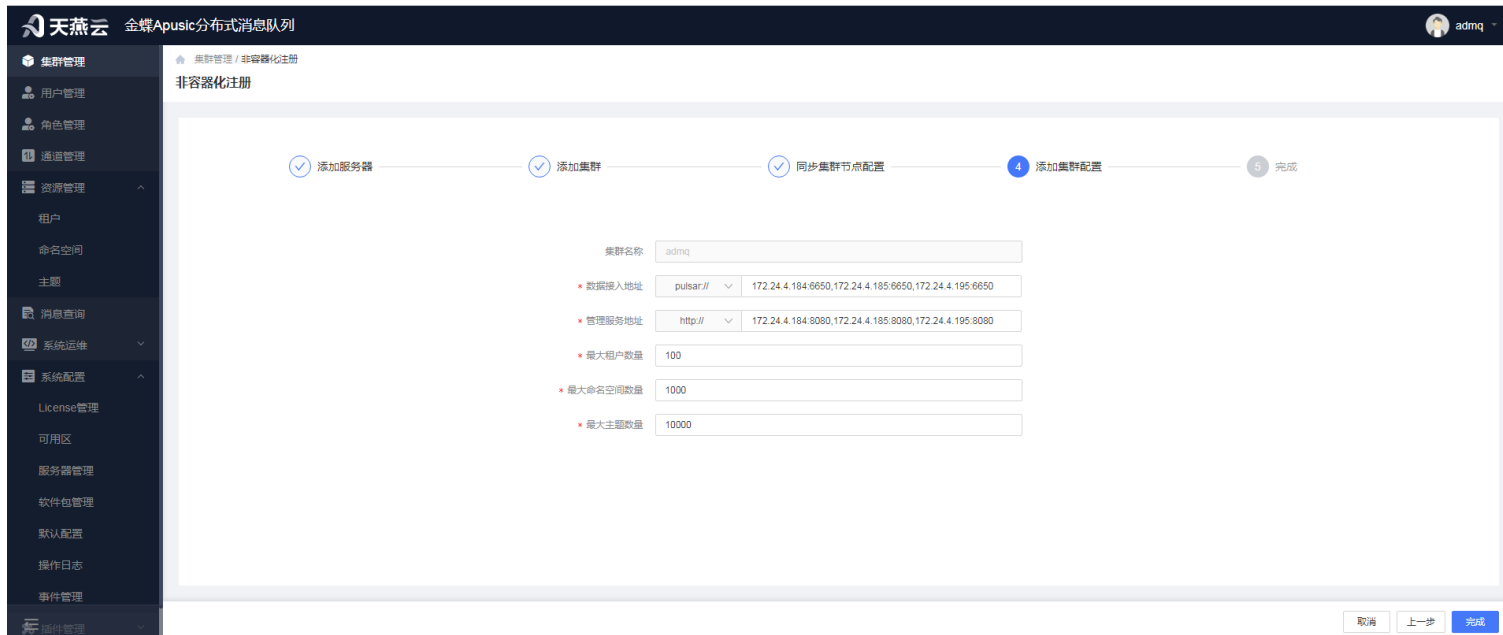 天燕云 金蝶Apusic分布式消息队列
admq
集群管理
用户管理
角色管理
通道管理
资源管理
租户
命名空间
主题
消息查询
系统运维
系统配置
License管理
可用区
服务器管理
软件包管理
默认配置
操作日志
事件管理
插件管理
集群管理 / 非容器化注册
非容器化注册
添加服务器
添加集群
同步集群节点配置
4 添加集群配置
5 完成
集群名称 admq
* 数据接入地址 pulsar:// 172.24.4.184:6650,172.24.4.185:6650,172.24.4.195:6650
* 管理服务地址 http:// 172.24.4.184:8080,172.24.4.185:8080,172.24.4.195:8080
* 最大租户数量 100
* 最大命名空间数量 1000
* 最大主题数量 10000
取消 上一步 完成